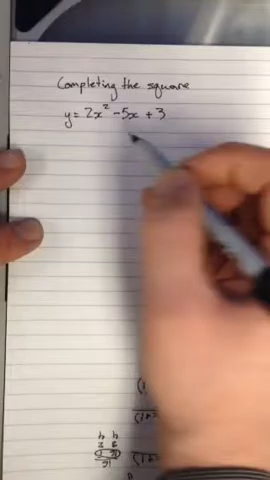 Completing the square
y = 2x² - 5x + 3